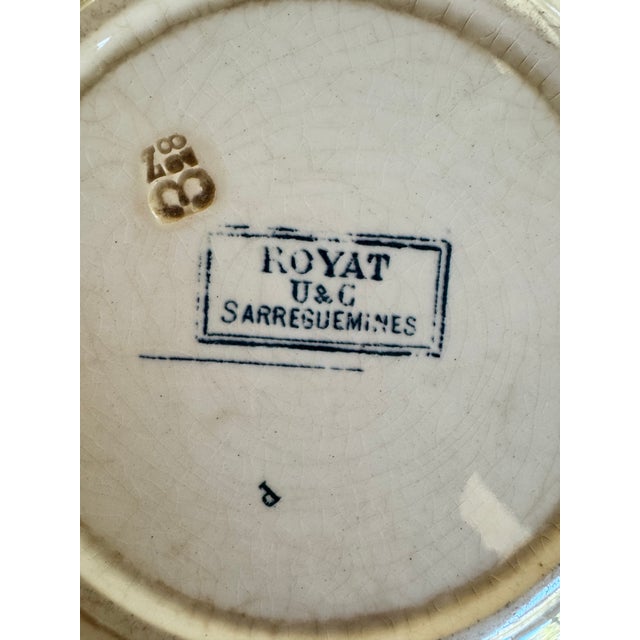 ROYAT
U & C
SARREGUEMINES
P